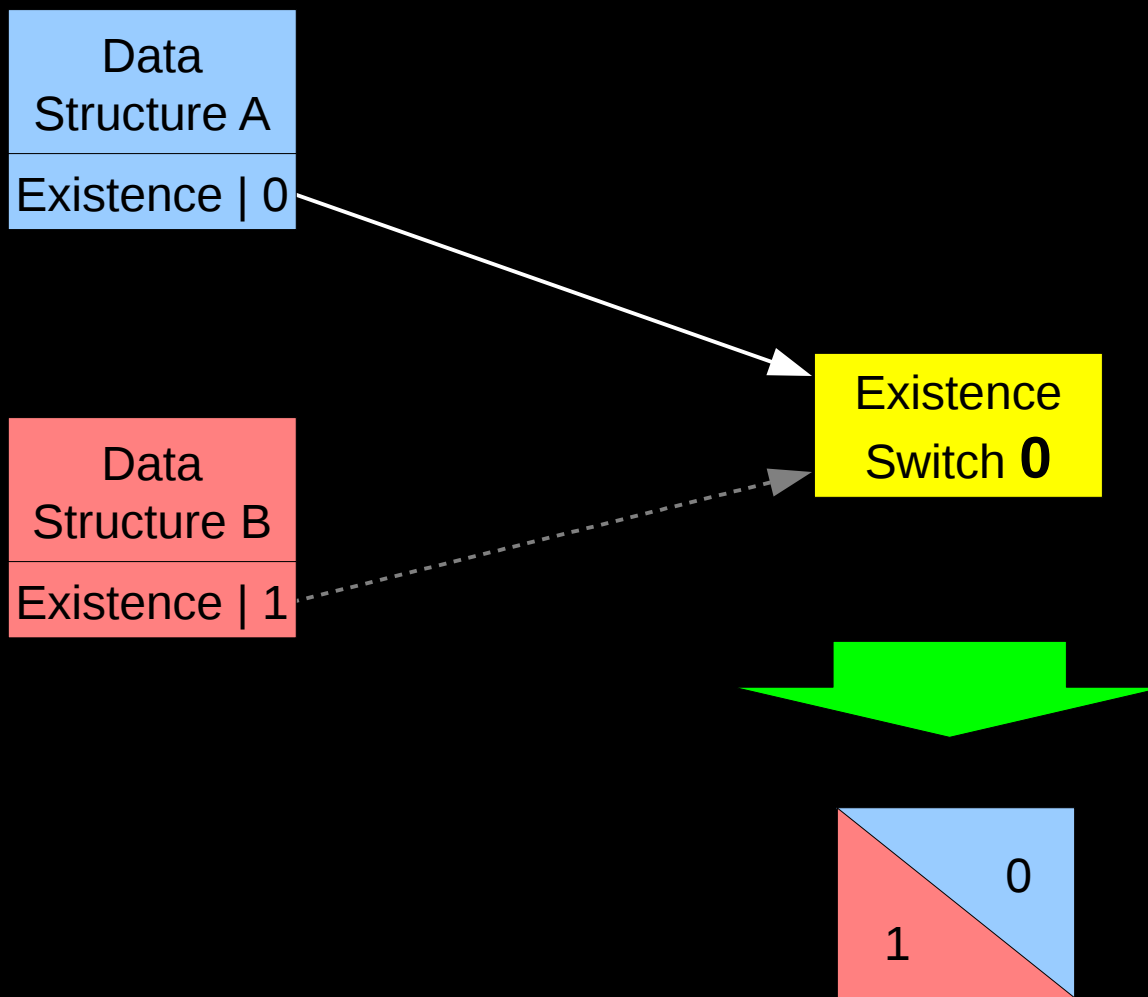 Data
Structure A
Existence | 0
Existence
Switch 0
Data
Structure B
Existence | 1
0
1